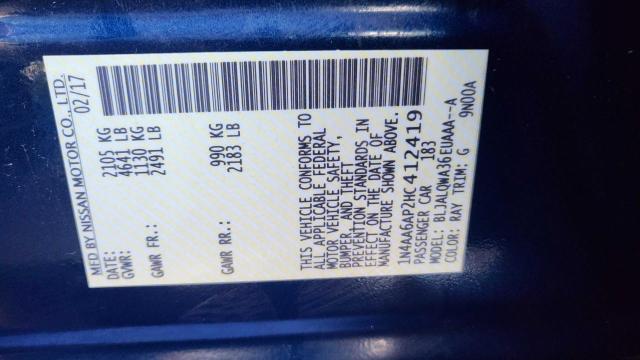 MFD BY NISSAN MOTOR CO., LTD.
DATE: 02/17
GVWR: 2105 KG
4641 LB
GAWR FR.: 1130 KG
2491 LB
GAWR RR.: 990 KG
2183 LB
THIS VEHICLE CONFORMS TO
ALL APPLICABLE FEDERAL
MOTOR VEHICLE SAFETY,
BUMPER, AND THEFT
PREVENTION STANDARDS IN
EFFECT ON THE DATE OF
MANUFACTURE SHOWN ABOVE.
1N4AA6AP2HC412419
PASSENGER CAR 183
MODEL: BLJALQWA36EUAAA--A
COLOR: RAY TRIM: G 9N00A